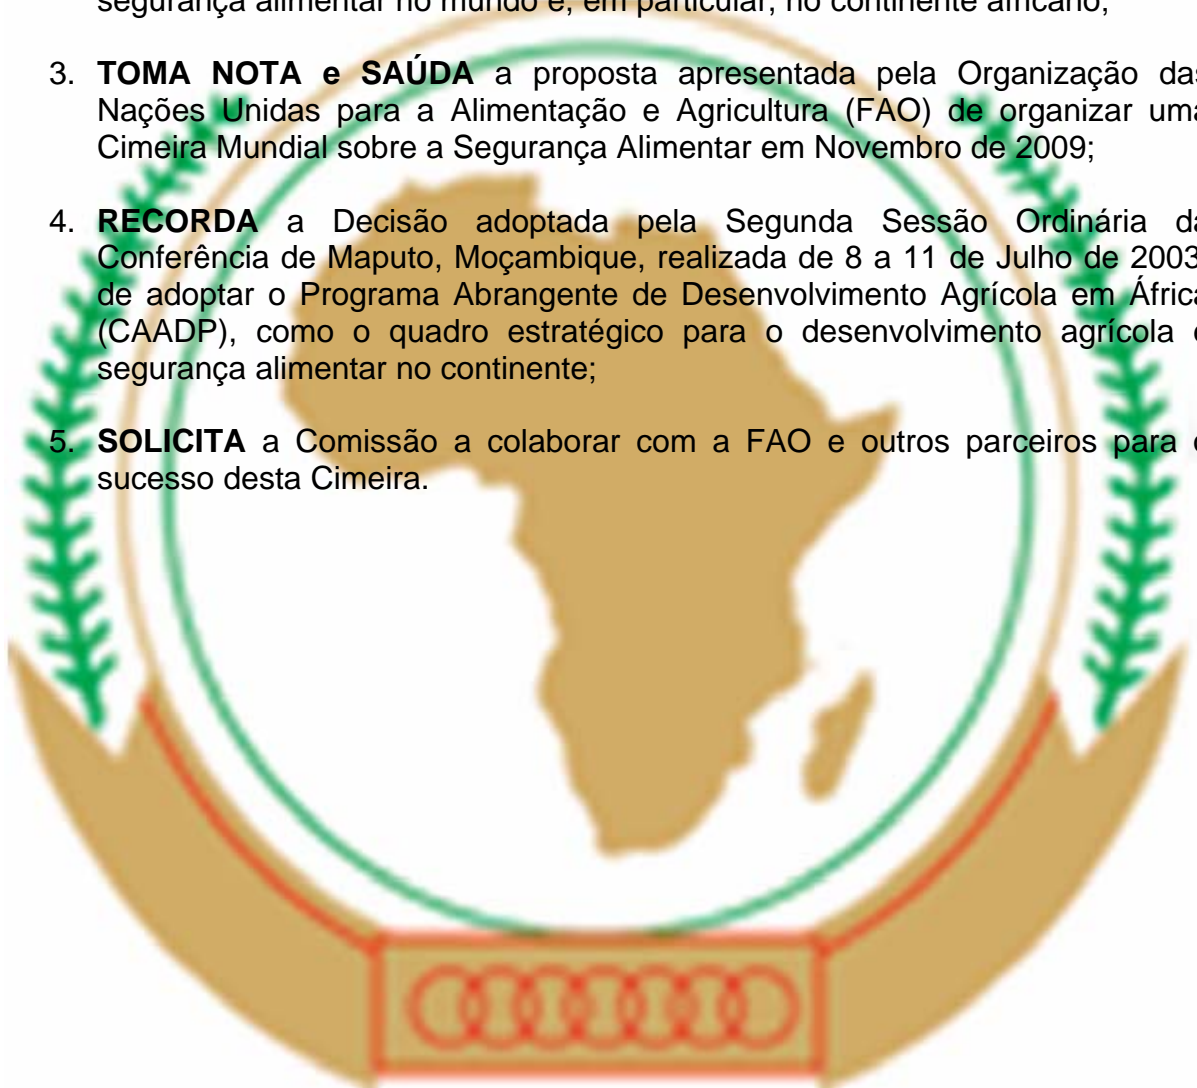 segurança alimentar no mundo e, em particular, no continente africano;
3. TOMA NOTA e SAÚDA a proposta apresentada pela Organização das
Nações Unidas para a Alimentação e Agricultura (FAO) de organizar uma
Cimeira Mundial sobre a Segurança Alimentar em Novembro de 2009;
4. RECORDA a Decisão adoptada pela Segunda Sessão Ordinária da
Conferência de Maputo, Moçambique, realizada de 8 a 11 de Julho de 2003
de adoptar o Programa Abrangente de Desenvolvimento Agrícola em África
(CAADP), como o quadro estratégico para o desenvolvimento agrícola e
segurança alimentar no continente;
5. SOLICITA a Comissão a colaborar com a FAO e outros parceiros para o
sucesso desta Cimeira.